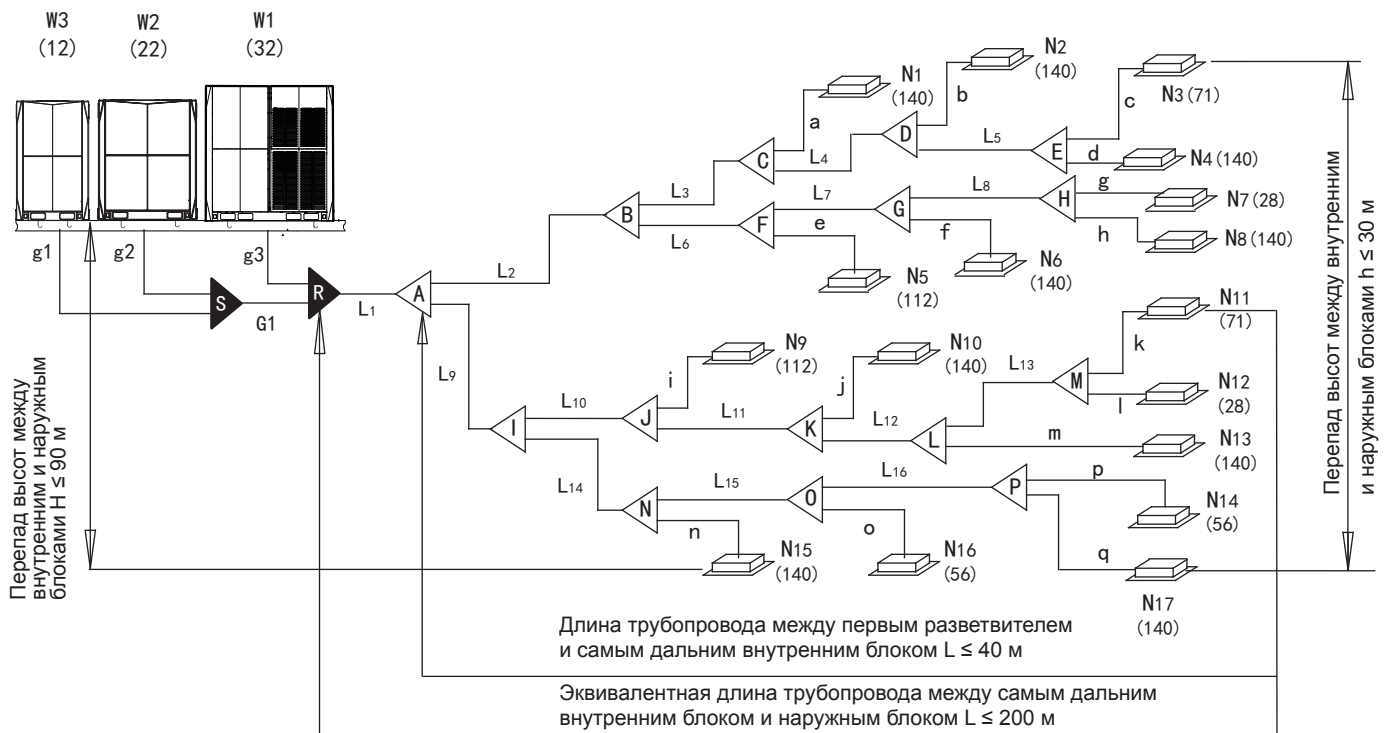 W3
(12)
W2
(22)
W1
(32)
N1
(140)
N2
(140)
N3(71)
a
b
c
C
D
E
L4
L5
d
N4(140)
L3
B
L6
L7
F
e
G
L8
f
H
g
h
N7(28)
N8(140)
N5
(112)
N6
(140)
g1
g2
g3
S
G1
R
L1
A
L2
L9
N9
(112)
N10
(140)
N11
(71)
i
j
k
L10
J
L11
K
L12
L13
M
l
N12
(28)
I
L
m
N13
(140)
L14
N
L15
O
L16
P
p
N14
(56)
n
o
q
N15
(140)
N16
(56)
N17
(140)
Перепад высот между
внутренним и наружным
блоками H ≤ 90 м
Перепад высот между внутренним
и наружными блоками h ≤ 30 м
Длина трубопровода между первым разветвителем
и самым дальним внутренним блоком L ≤ 40 м
Эквивалентная длина трубопровода между самым дальним
внутренним блоком и наружным блоком L ≤ 200 м